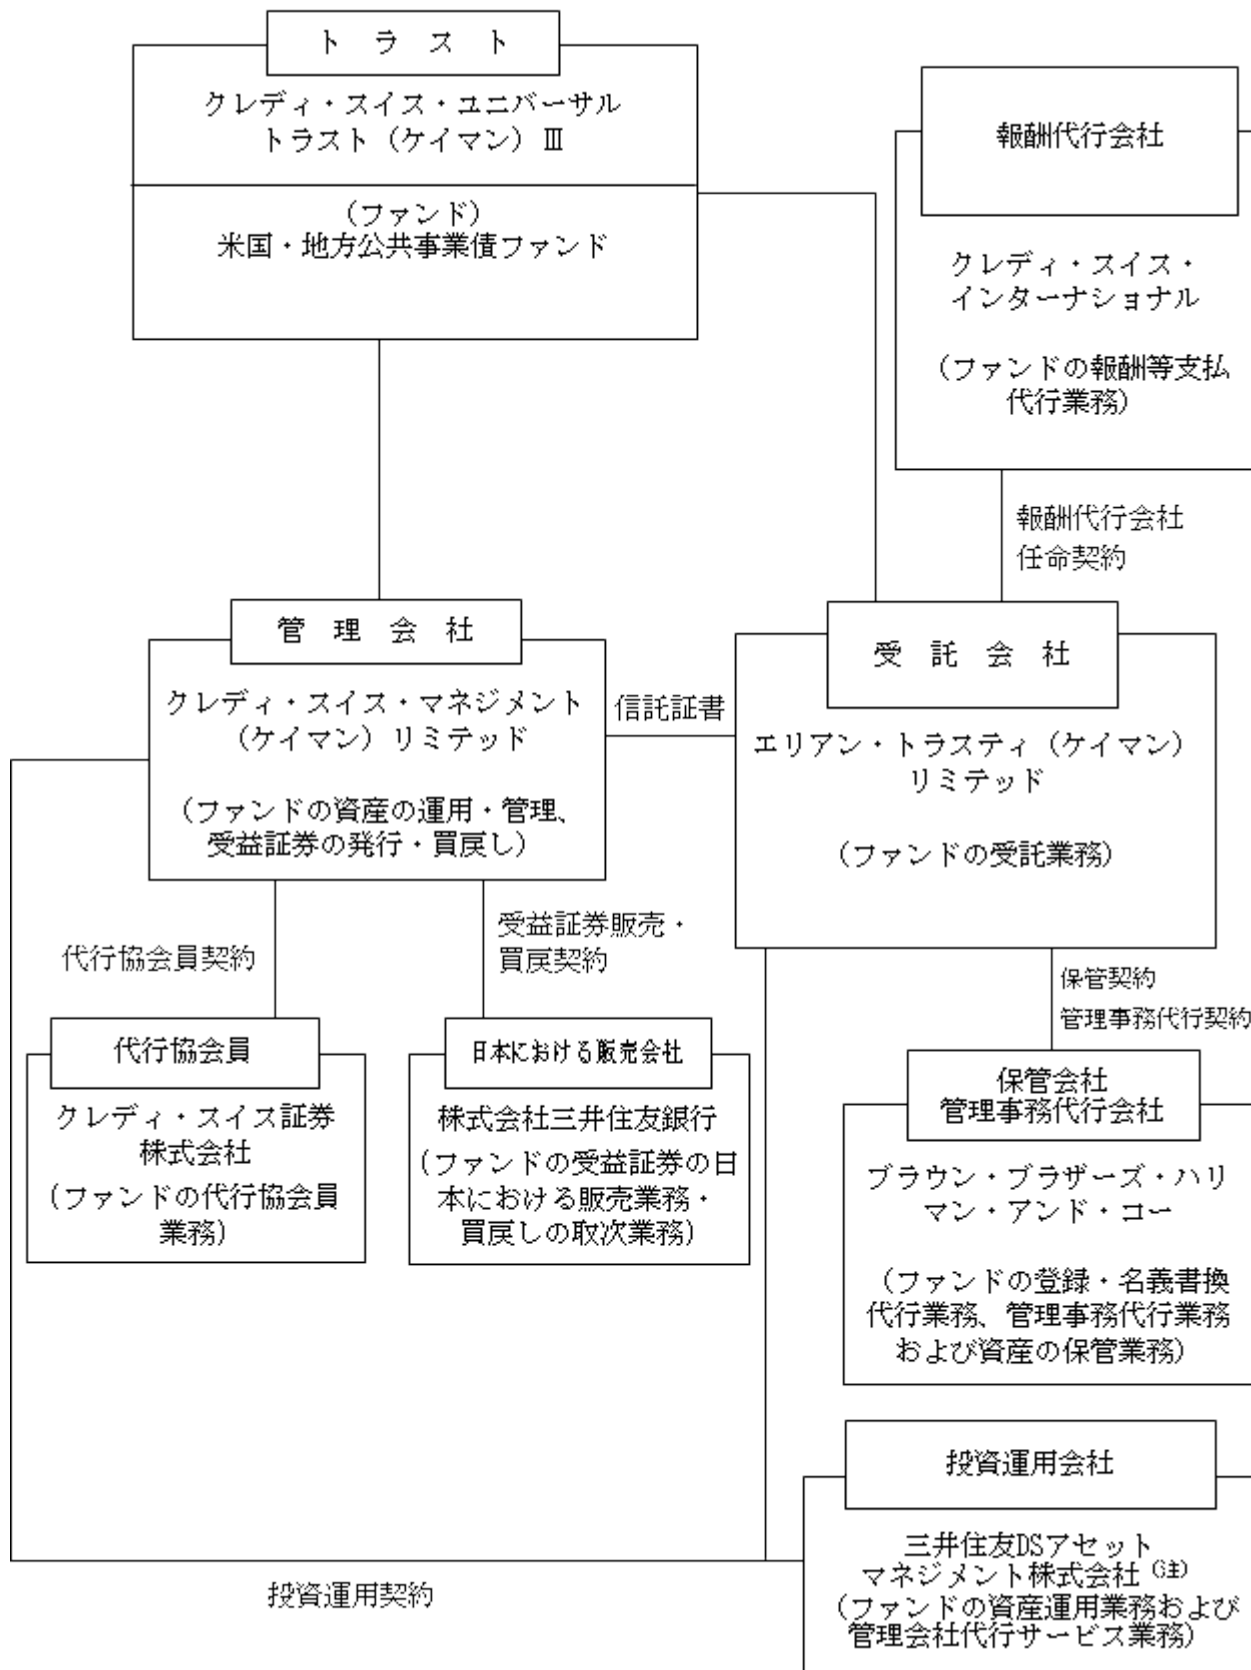 トラスト
クレディ・スイス・ユニバーサル
トラスト（ケイマン）Ⅲ
（ファンド）
米国・地方公共事業債ファンド
報酬代行会社
クレディ・スイス・
インターナショナル
（ファンドの報酬等支払
代行業務）
報酬代行会社
任命契約
管理会社
クレディ・スイス・マネジメント
（ケイマン）リミテッド
（ファンドの資産の運用・管理、
受益証券の発行・買戻し）
信託証書
受託会社
エリアン・トラスティ（ケイマン）
リミテッド
（ファンドの受託業務）
代行協会員契約
受益証券販売・
買戻契約
保管契約
管理事務代行契約
代行協会員
クレディ・スイス証券
株式会社
（ファンドの代行協会員
業務）
日本における販売会社
株式会社三井住友銀行
（ファンドの受益証券の日
本における販売業務・
買戻しの取次業務）
保管会社
管理事務代行会社
ブラウン・ブラザーズ・ハリ
マン・アンド・コー
（ファンドの登録・名義書換
代行業務、管理事務代行業務
および資産の保管業務）
投資運用会社
三井住友DSアセット
マネジメント株式会社（注）
（ファンドの資産運用業務および
管理会社代行サービス業務）
投資運用契約